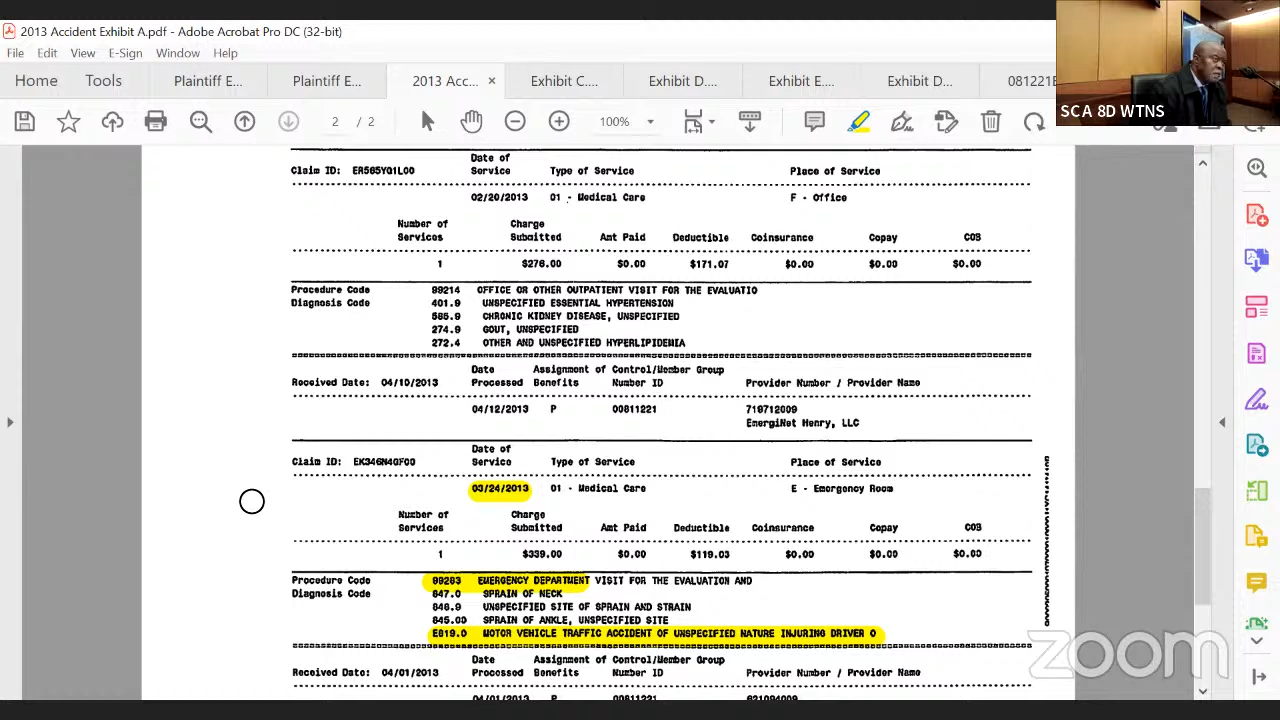 2013 Accident Exhibit A.pdf - Adobe Acrobat Pro DC (32-bit)
File Edit View E-Sign Window Help
Home Tools Plaintiff E... Plaintiff E... 2013 Acc... × Exhibit C.... Exhibit D.... Exhibit E.... Exhibit D... 081221
SCA 8D WTNS
2 / 2 100%
Date of
Claim ID: ER585YQ1L00 Service Type of Service Place of Service
02/20/2013 01 - Medical Care F - Office
Number of Charge
Services Submitted Amt Paid Deductible Coinsurance Copay COB
1 $276.00 $0.00 $171.07 $0.00 $0.00 $0.00
Procedure Code 99214 OFFICE OR OTHER OUTPATIENT VISIT FOR THE EVALUATIO
Diagnosis Code 401.9 UNSPECIFIED ESSENTIAL HYPERTENSION
585.9 CHRONIC KIDNEY DISEASE, UNSPECIFIED
274.9 GOUT, UNSPECIFIED
272.4 OTHER AND UNSPECIFIED HYPERLIPIDEMIA
Date Assignment of Control/Member Group
Received Date: 04/10/2013 Processed Benefits Number ID Provider Number / Provider Name
04/12/2013 P 00811221 719712009
EmergiNet Henry, LLC
Date of
Claim ID: EK346N4GF00 Service Type of Service Place of Service
03/24/2013 01 - Medical Care E - Emergency Room
Number of Charge
Services Submitted Amt Paid Deductible Coinsurance Copay COB
1 $339.00 $0.00 $119.03 $0.00 $0.00 $0.00
Procedure Code 99283 EMERGENCY DEPARTMENT VISIT FOR THE EVALUATION AND
Diagnosis Code 847.0 SPRAIN OF NECK
848.9 UNSPECIFIED SITE OF SPRAIN AND STRAIN
845.00 SPRAIN OF ANKLE, UNSPECIFIED SITE
E819.0 MOTOR VEHICLE TRAFFIC ACCIDENT OF UNSPECIFIED NATURE INJURING DRIVER O
Date Assignment of Control/Member Group
Received Date: 04/01/2013 Processed Benefits Number ID Provider Number / Provider Name
04/01/2013 P 00811221 621094009
zoom